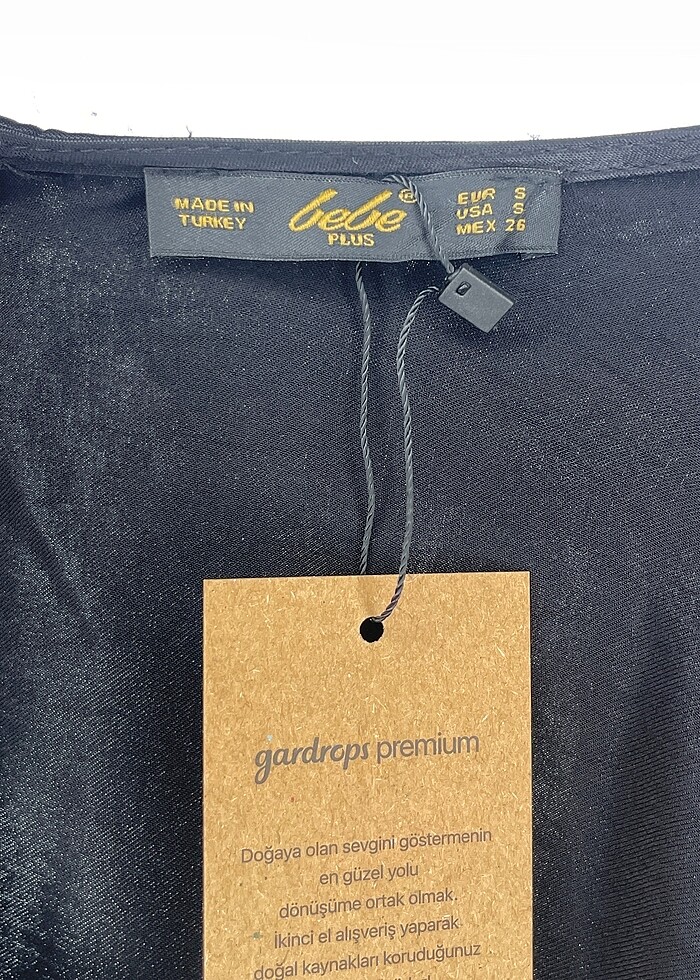 MADE IN
TURKEY
bebe®
PLUS
EUR S
USA S
MEX 26
gardrops premium
Doğaya olan sevgini göstermenin
en güzel yolu
dönüşüme ortak olmak.
İkinci el alışveriş yaparak
doğal kaynakları koruduğunuz